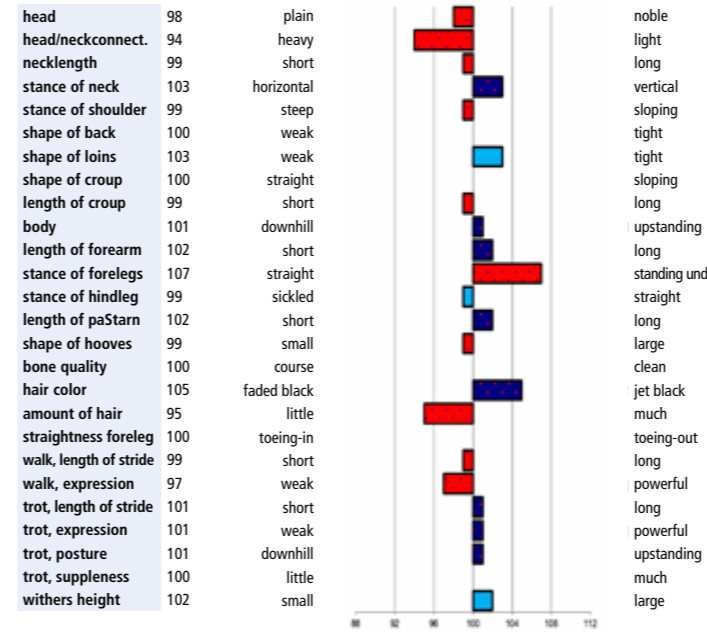 head 98 plain noble
head/neckconnect. 94 heavy light
necklength 99 short long
stance of neck 103 horizontal vertical
stance of shoulder 99 steep sloping
shape of back 100 weak tight
shape of loins 103 weak tight
shape of croup 100 straight sloping
length of croup 99 short long
body 101 downhill upstanding
length of forearm 102 short long
stance of forelegs 107 straight standing und
stance of hindleg 99 sickled straight
length of paStarn 102 short long
shape of hooves 99 small large
bone quality 100 course clean
hair color 105 faded black jet black
amount of hair 95 little much
straightness foreleg 100 toeing-in toeing-out
walk, length of stride 99 short long
walk, expression 97 weak powerful
trot, length of stride 101 short long
trot, expression 101 weak powerful
trot, posture 101 downhill upstanding
trot, suppleness 100 little much
withers height 102 small large
88 92 96 100 104 108 112